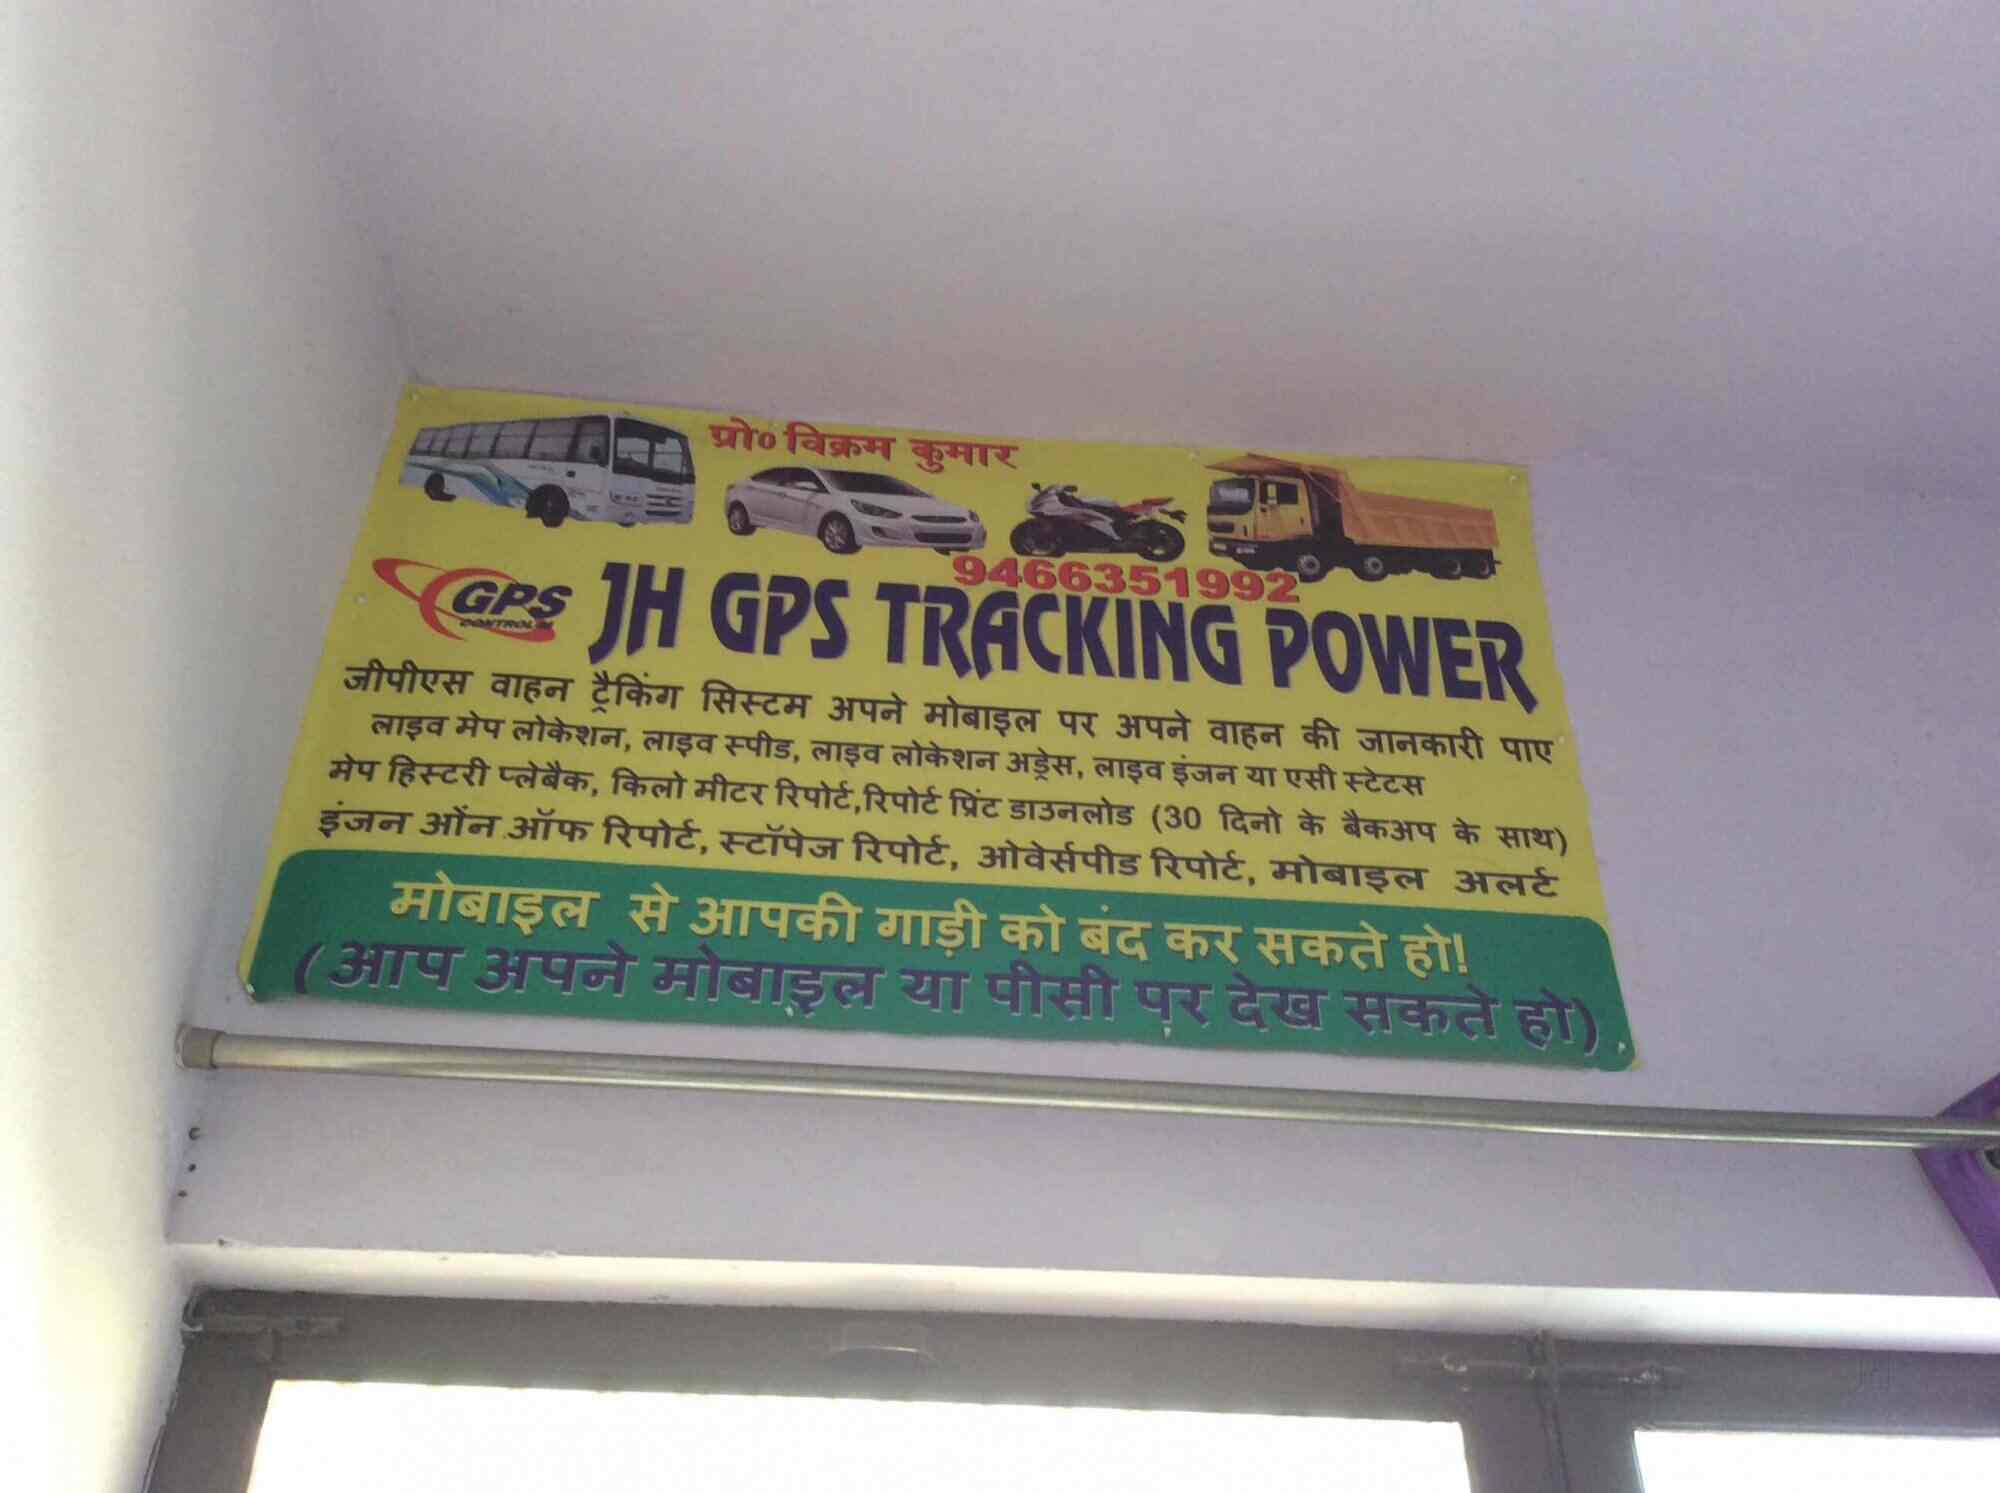 प्रो० विक्रम कुमार
9466351992
GPS
CONTROL
JH GPS TRACKING POWER
जीपीएस वाहन ट्रैकिंग सिस्टम अपने मोबाइल पर अपने वाहन की जानकारी पाए
लाइव मेप लोकेशन, लाइव स्पीड, लाइव लोकेशन अड्रेस, लाइव इंजन या एसी स्टेटस
मेप हिस्टरी प्लेबैक, किलो मीटर रिपोर्ट,रिपोर्ट प्रिंट डाउनलोड (30 दिनो के बैकअप के साथ)
इंजन ओंन ऑफ रिपोर्ट, स्टॉपेज रिपोर्ट, ओवेर्सपीड रिपोर्ट, मोबाइल अलर्ट
मोबाइल से आपकी गाड़ी को बंद कर सकते हो!
(आप अपने मोबाइल या पीसी पर देख सकते हो)